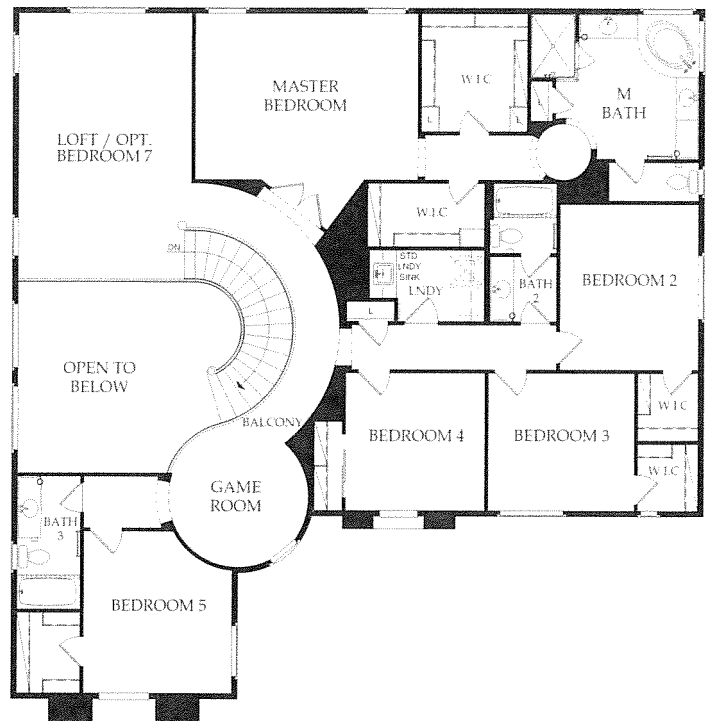 W.I.C
MASTER
BEDROOM
M
BATH
L
L
L
LOFT / OPT.
BEDROOM 7
W.I.C
DN
STD
LNDY
SINK
LNDY
BATH
2
BEDROOM 2
L
OPEN TO
BELOW
BALCONY
BEDROOM 4
BEDROOM 3
W.I.C
W.I.C
GAME
ROOM
BATH
3
BEDROOM 5